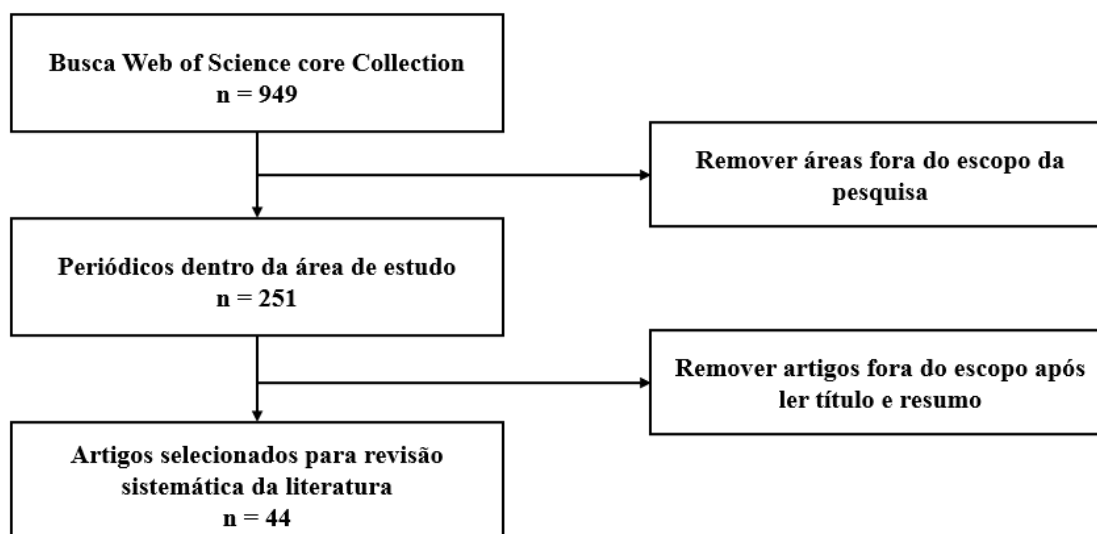 Busca Web of Science core Collection
n = 949
Remover áreas fora do escopo da
pesquisa
Periódicos dentro da área de estudo
n = 251
Remover artigos fora do escopo após
ler título e resumo
Artigos selecionados para revisão
sistemática da literatura
n = 44